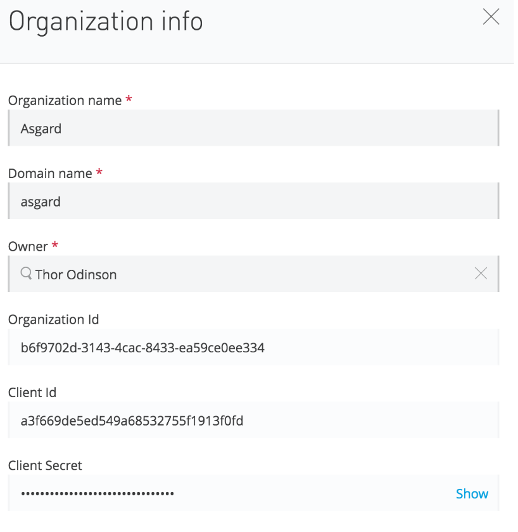 Organization info
Organization name *
Asgard
Domain name *
asgard
Owner *
Thor Odinson
Organization Id
b6f9702d-3143-4cac-8433-ea59ce0ee334
Client Id
a3f669de5ed549a68532755f1913f0fd
Client Secret
•••••••••••••••••••••••••••••••• Show